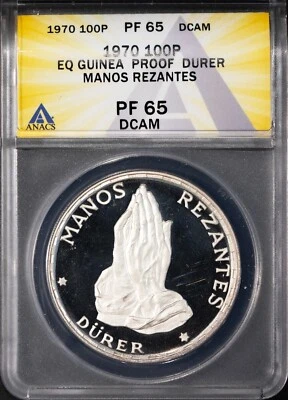 1970 100P PF 65 DCAM
1970 100P
EQ GUINEA PROOF DURER
MANOS REZANTES
ANACS
PF 65
DCAM
ANACS
MANOS REZANTES
DÜRER